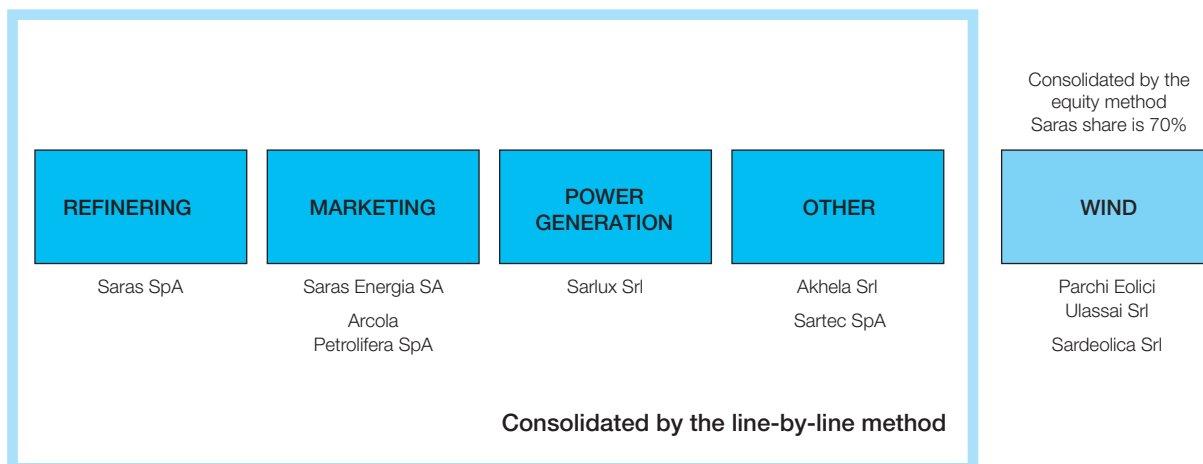 Consolidated by the
equity method
Saras share is 70%
REFINERING
MARKETING
POWER
GENERATION
OTHER
WIND
Saras SpA
Saras Energia SA
Arcola
Petrolifera SpA
Sarlux Srl
Akhela Srl
Sartec SpA
Parchi Eolici
Ulassai Srl
Sardeolica Srl
Consolidated by the line-by-line method